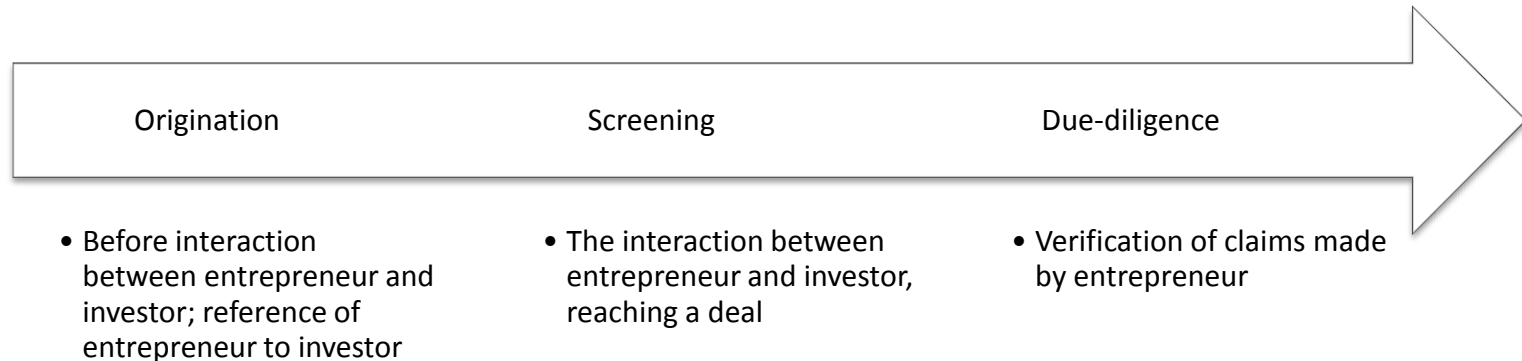 Origination
Screening
Due-diligence
• Before interaction
between entrepreneur and
investor; reference of
entrepreneur to investor
• The interaction between
entrepreneur and investor,
reaching a deal
• Verification of claims made
by entrepreneur